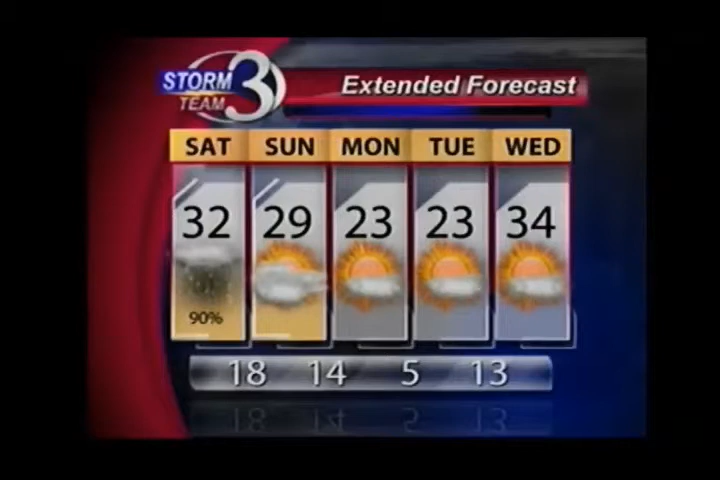 STORM
TEAM
3
Extended Forecast
SAT SUN MON TUE WED
32 29 23 23 34
90%
18 14 5 13